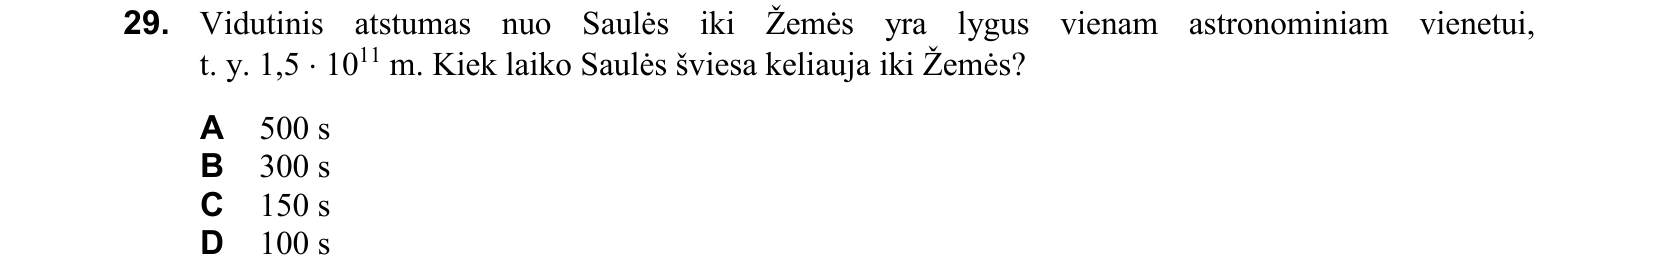 29. Vidutinis atstumas nuo Saulės iki Žemės yra lygus vienam astronominiam vienetui,
t. y. 1,5 · 10¹¹ m. Kiek laiko Saulės šviesa keliauja iki Žemės?
A 500 s
B 300 s
C 150 s
D 100 s